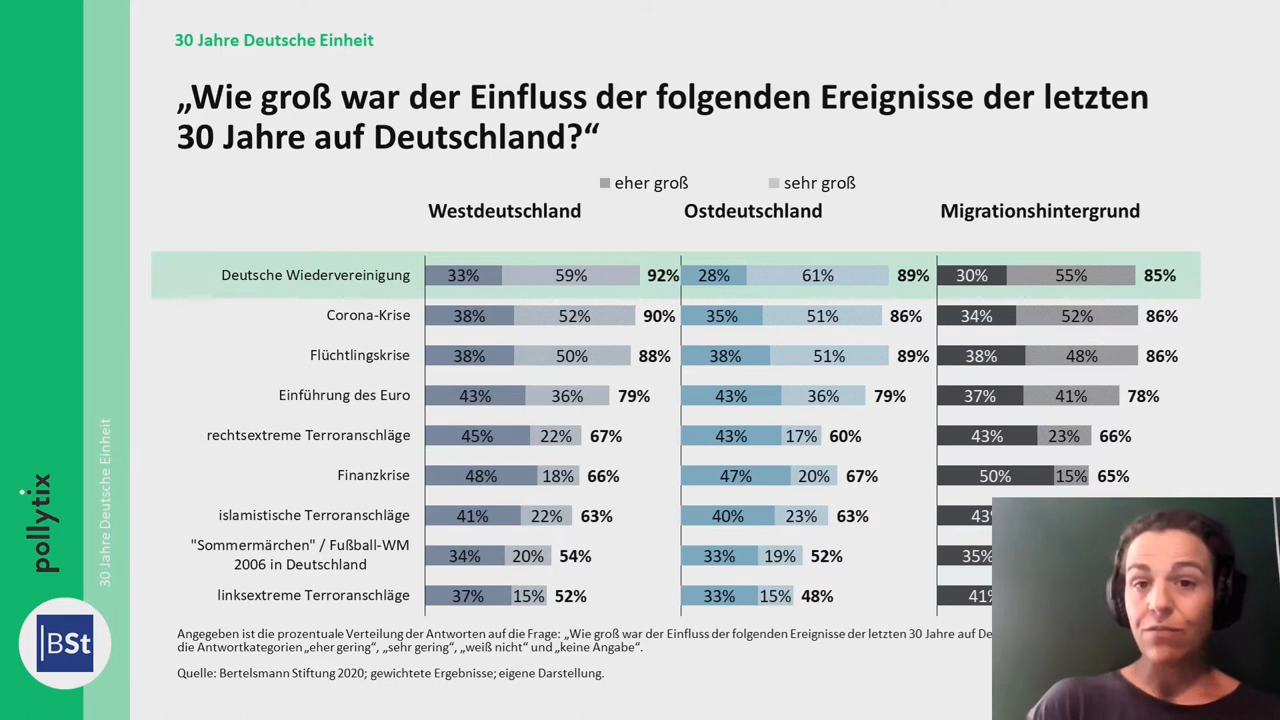 30 Jahre Deutsche Einheit
„Wie groß war der Einfluss der folgenden Ereignisse der letzten
30 Jahre auf Deutschland?“
eher groß sehr groß
Westdeutschland Ostdeutschland Migrationshintergrund
Deutsche Wiedervereinigung 33% 59% 92% 28% 61% 89% 30% 55% 85%
Corona-Krise 38% 52% 90% 35% 51% 86% 34% 52% 86%
Flüchtlingskrise 38% 50% 88% 38% 51% 89% 38% 48% 86%
Einführung des Euro 43% 36% 79% 43% 36% 79% 37% 41% 78%
rechtsextreme Terroranschläge 45% 22% 67% 43% 17% 60% 43% 23% 66%
Finanzkrise 48% 18% 66% 47% 20% 67% 50% 15% 65%
islamistische Terroranschläge 41% 22% 63% 40% 23% 63% 43%
"Sommermärchen" / Fußball-WM
2006 in Deutschland 34% 20% 54% 33% 19% 52% 35%
linksextreme Terroranschläge 37% 15% 52% 33% 15% 48% 41%
Angegeben ist die prozentuale Verteilung der Antworten auf die Frage: „Wie groß war der Einfluss der folgenden Ereignisse der letzten 30 Jahre auf
die Antwortkategorien „eher gering“, „sehr gering“, „weiß nicht“ und „keine Angabe“.
Quelle: Bertelsmann Stiftung 2020; gewichtete Ergebnisse; eigene Darstellung.
pollytix
30 Jahre Deutsche Einheit
BSt